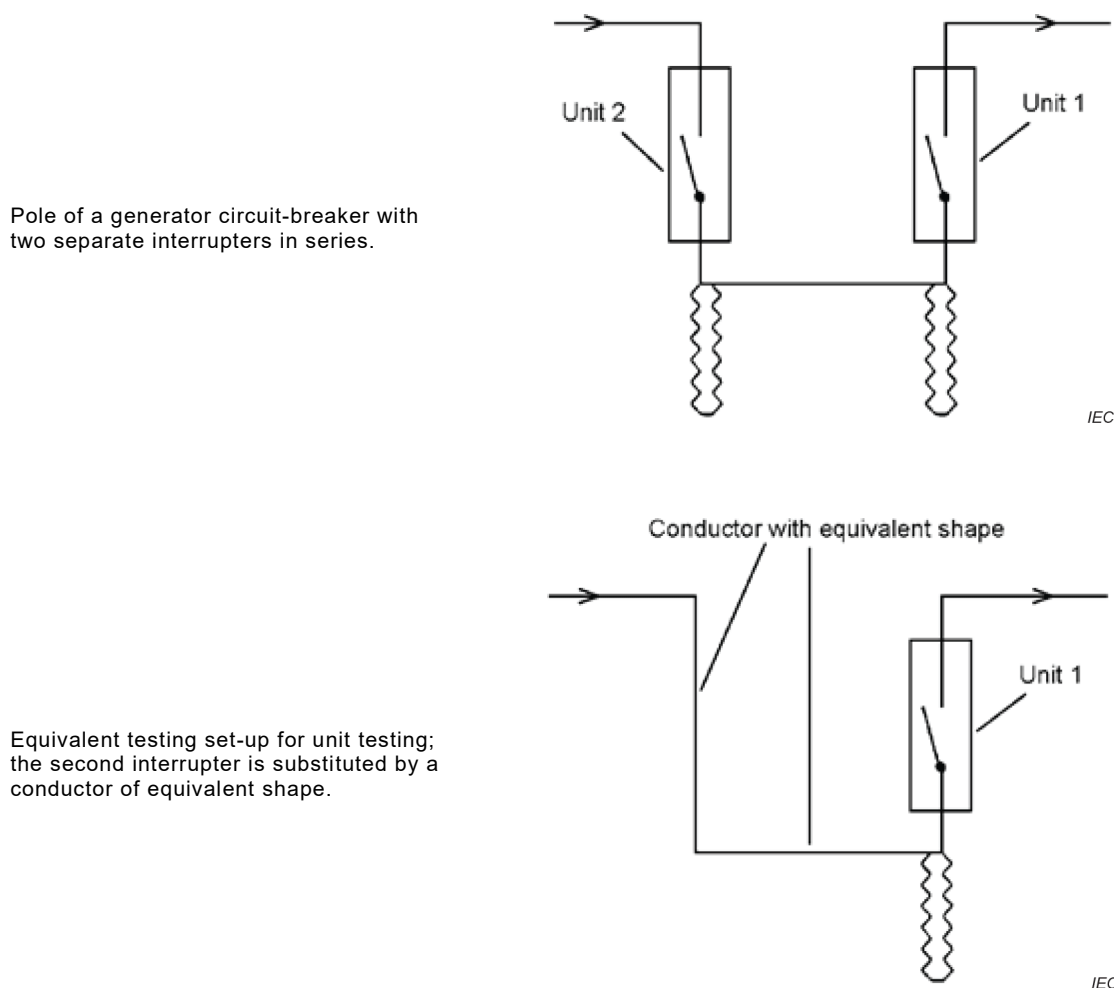 Unit 2
Unit 1
Pole of a generator circuit-breaker with
two separate interrupters in series.
IEC
Conductor with equivalent shape
Unit 1
Equivalent testing set-up for unit testing;
the second interrupter is substituted by a
conductor of equivalent shape.
IEC